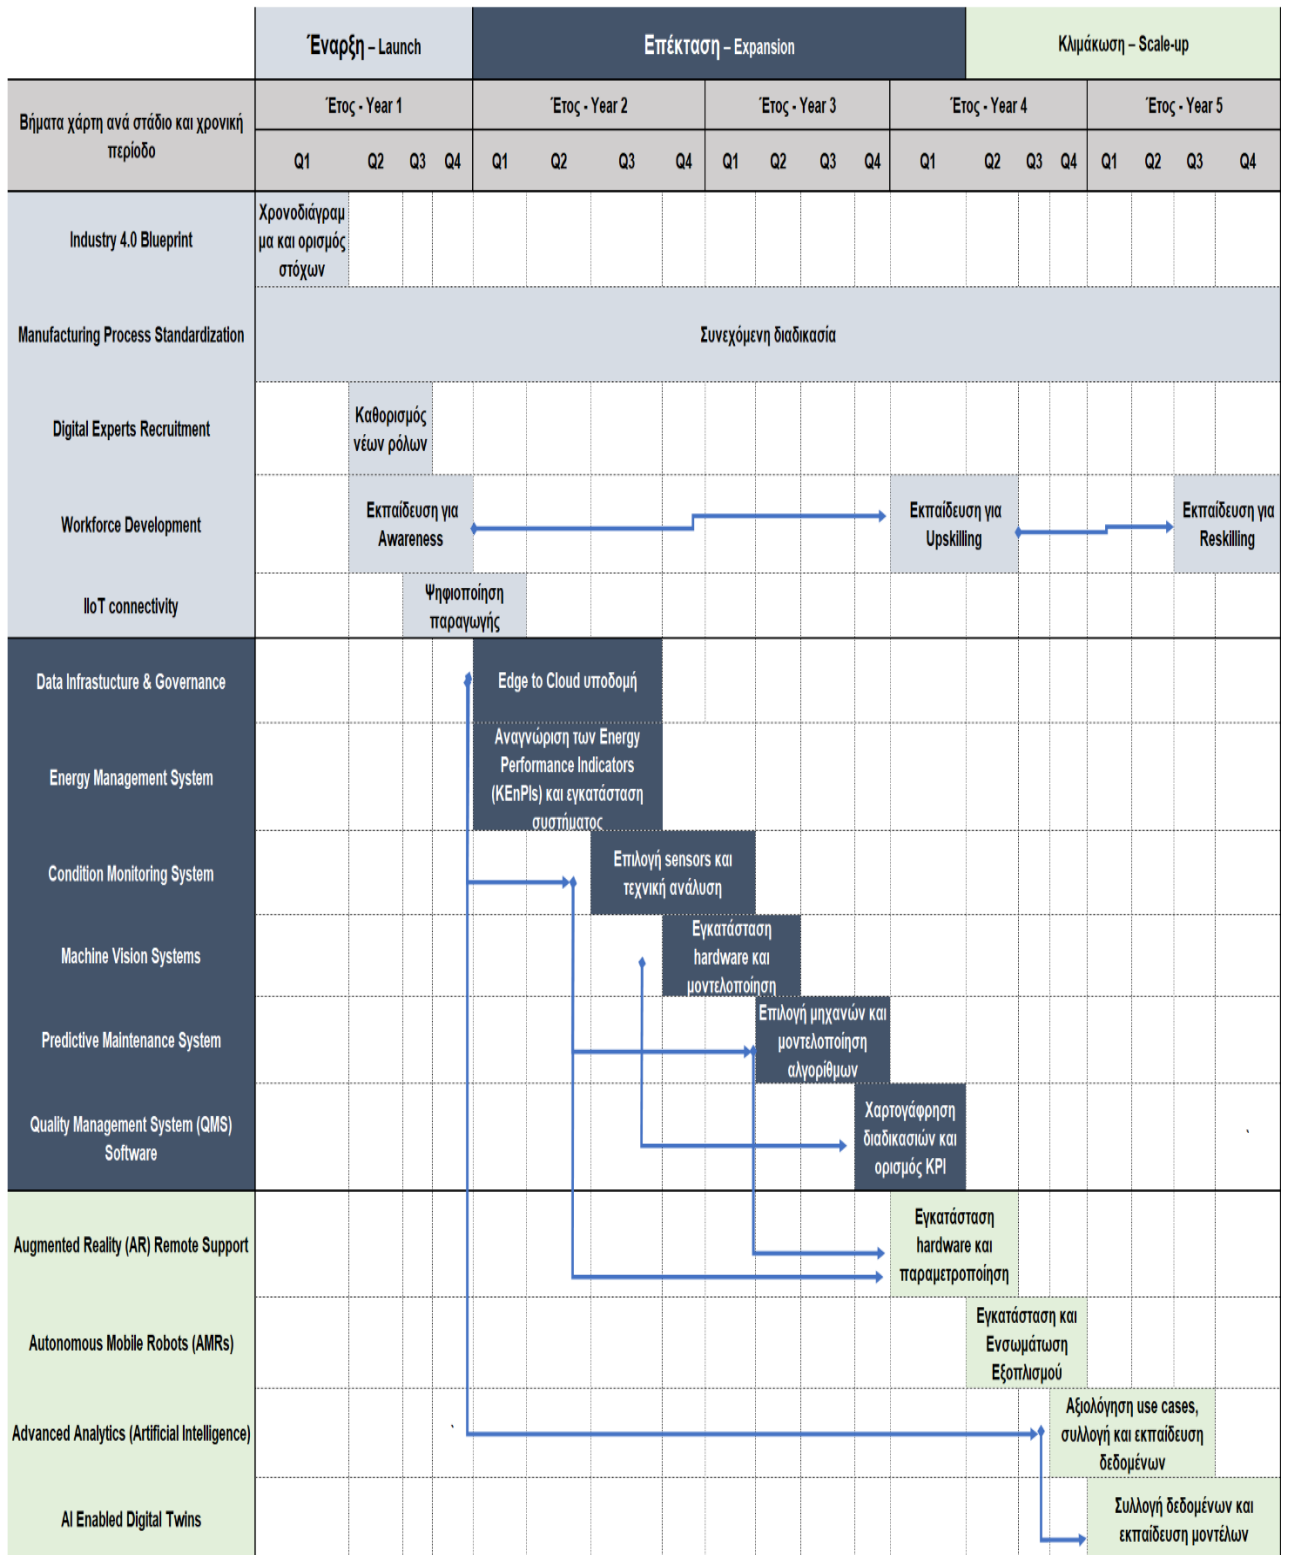 Έναρξη – Launch
Επέκταση – Expansion
Κλιμάκωση – Scale-up
Βήματα χάρτη ανά στάδιο και χρονική
περίοδο
Έτος - Year 1
Έτος - Year 2
Έτος - Year 3
Έτος - Year 4
Έτος - Year 5
Q1 Q2 Q3 Q4 Q1 Q2 Q3 Q4 Q1 Q2 Q3 Q4 Q1 Q2 Q3 Q4 Q1 Q2 Q3 Q4
Industry 4.0 Blueprint
Χρονοδιάγραμ
μα και ορισμός
στόχων
Manufacturing Process Standardization
Συνεχόμενη διαδικασία
Digital Experts Recruitment
Καθορισμός
νέων ρόλων
Workforce Development
Εκπαίδευση για
Awareness
Εκπαίδευση για
Upskilling
Εκπαίδευση για
Reskilling
IIoT connectivity
Ψηφιοποίηση
παραγωγής
Data Infrastucture & Governance
Edge to Cloud υποδομή
Energy Management System
Αναγνώριση των Energy
Performance Indicators
(KEnPIs) και εγκατάσταση
συστήματος
Condition Monitoring System
Επιλογή sensors και
τεχνική ανάλυση
Machine Vision Systems
Εγκατάσταση
hardware και
μοντελοποίηση
Predictive Maintenance System
Επιλογή μηχανών και
μοντελοποίηση
αλγορίθμων
Quality Management System (QMS)
Software
Χαρτογάφρηση
διαδικασιών και
ορισμός KPI
Augmented Reality (AR) Remote Support
Εγκατάσταση
hardware και
παραμετροποίηση
Autonomous Mobile Robots (AMRs)
Εγκατάσταση και
Ενσωμάτωση
Εξοπλισμού
Advanced Analytics (Artificial Intelligence)
Αξιολόγηση use cases,
συλλογή και εκπαίδευση
δεδομένων
AI Enabled Digital Twins
Συλλογή δεδομένων και
εκπαίδευση μοντέλων